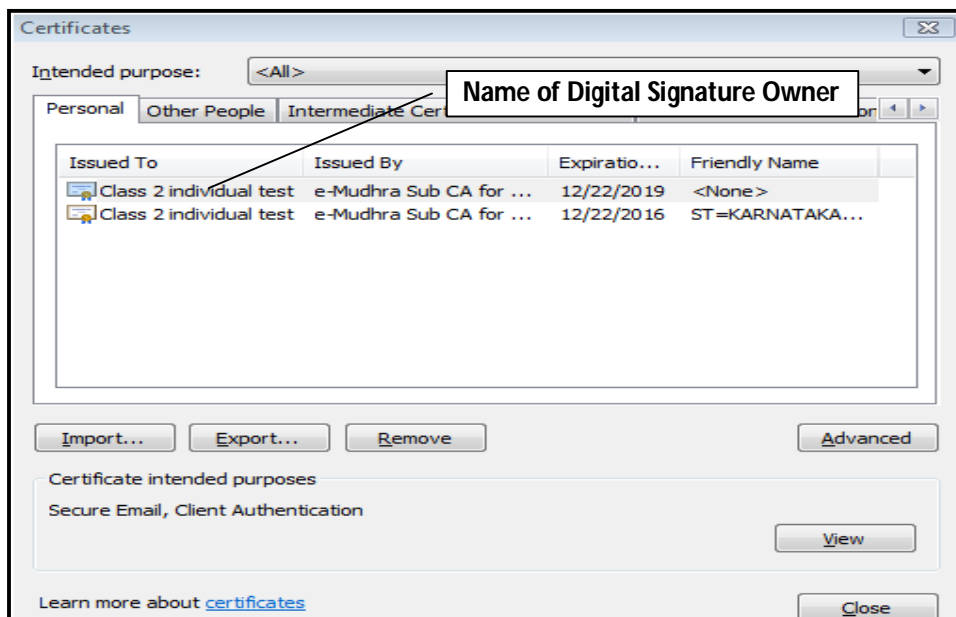 Certificates
Intended purpose: <All>
Name of Digital Signature Owner
Personal Other People Intermediate Cer
Issued To Issued By Expiratio... Friendly Name
Class 2 individual test e-Mudhra Sub CA for ... 12/22/2019 <None>
Class 2 individual test e-Mudhra Sub CA for ... 12/22/2016 ST=KARNATAKA...
Import... Export... Remove Advanced
Certificate intended purposes
Secure Email, Client Authentication
View
Learn more about certificates
Close